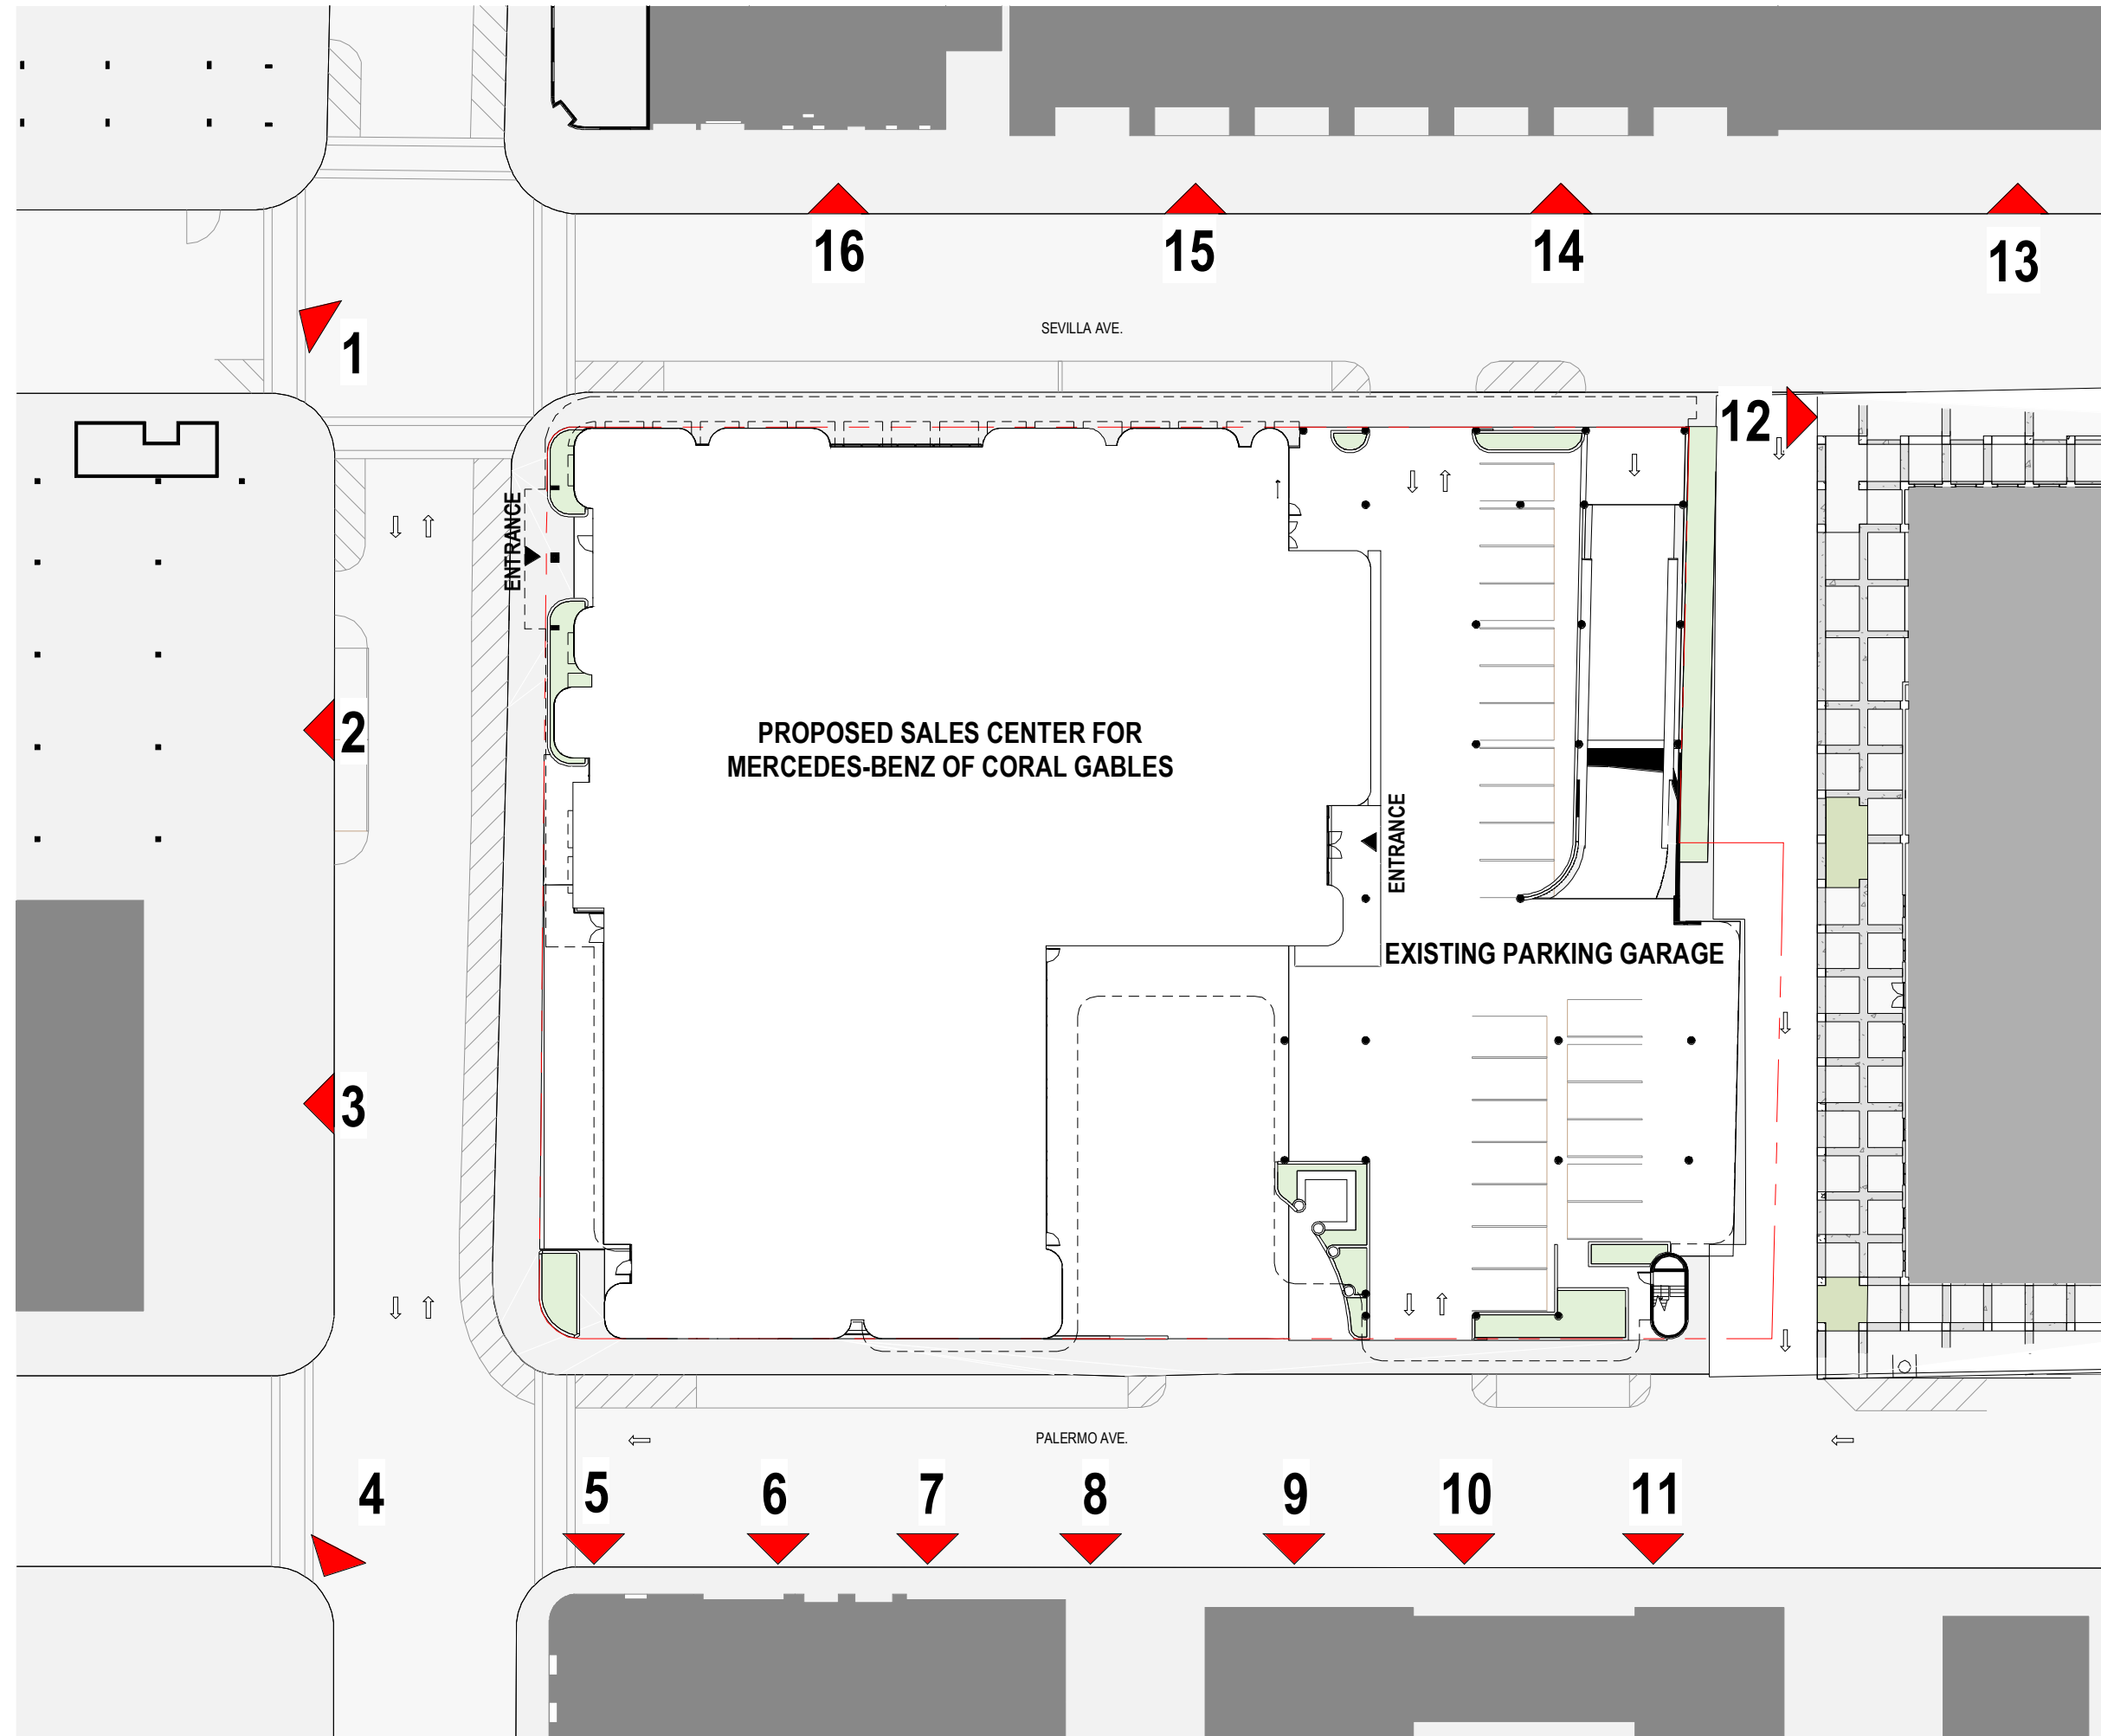 16
15
14
13
1
SEVILLA AVE.
12
ENTRANCE
2
PROPOSED SALES CENTER FOR
MERCEDES-BENZ OF CORAL GABLES
ENTRANCE
EXISTING PARKING GARAGE
3
PALERMO AVE.
4
5
6
7
8
9
10
11